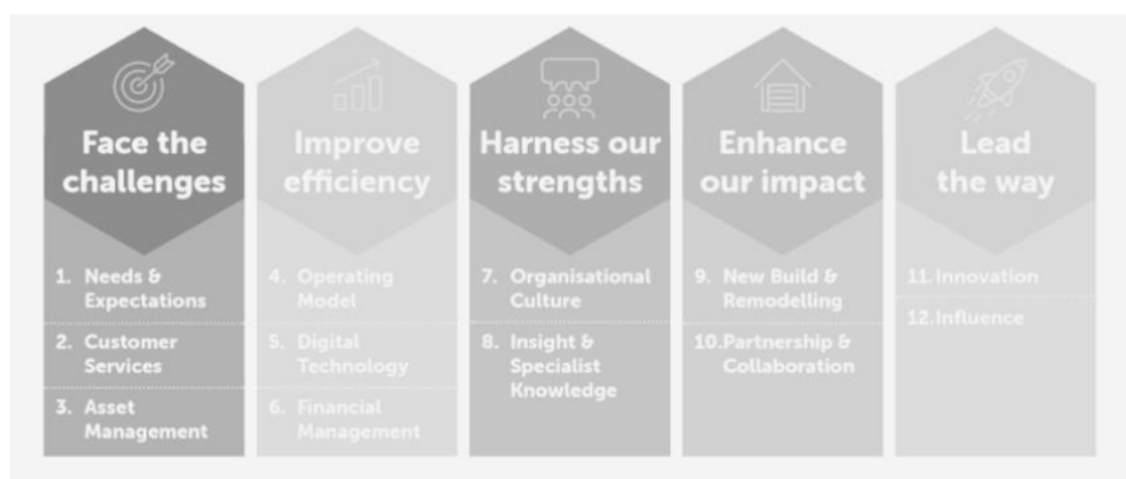 Face the
challenges
1. Needs &
Expectations
2. Customer
Services
3. Asset
Management
Improve
efficiency
4. Operating
Model
5. Digital
Technology
6. Financial
Management
Harness our
strengths
7. Organisational
Culture
8. Insight &
Specialist
Knowledge
Enhance
our impact
9. New Build &
Remodelling
10.Partnership &
Collaboration
Lead
the way
11.Innovation
12.Influence